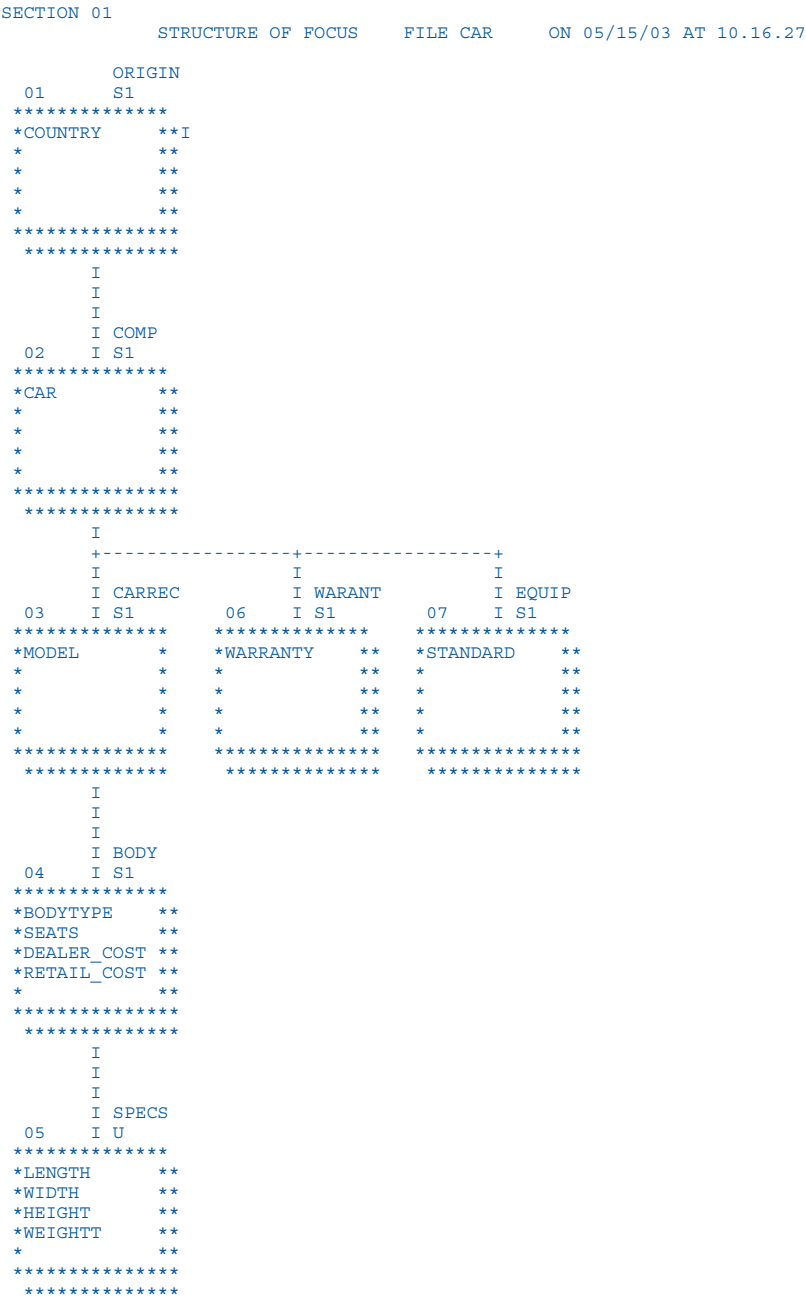 SECTION 01
              STRUCTURE OF FOCUS    FILE CAR     ON 05/15/03 AT 10.16.27

          ORIGIN
  01      S1
 **************
 *COUNTRY     **I
 *            **
 *            **
 *            **
 *            **
 ***************
  **************
        I
        I
        I
        I COMP
  02    I S1
 **************
 *CAR         **
 *            **
 *            **
 *            **
 *            **
 ***************
  **************
        I
        +-----------------+-----------------+
        I                 I                 I
        I CARREC          I WARANT          I EQUIP
  03    I S1        06    I S1        07    I S1
 **************    **************    **************
 *MODEL       *    *WARRANTY    **   *STANDARD    **
 *            *    *            **   *            **
 *            *    *            **   *            **
 *            *    *            **   *            **
 *            *    *            **   *            **
 **************    ***************   ***************
  *************     **************    **************
        I
        I
        I
        I BODY
  04    I S1
 **************
 *BODYTYPE    **
 *SEATS       **
 *DEALER_COST **
 *RETAIL_COST **
 *            **
 ***************
  **************
        I
        I
        I
        I SPECS
  05    I U
 **************
 *LENGTH      **
 *WIDTH       **
 *HEIGHT      **
 *WEIGHTT     **
 *            **
 ***************
  **************